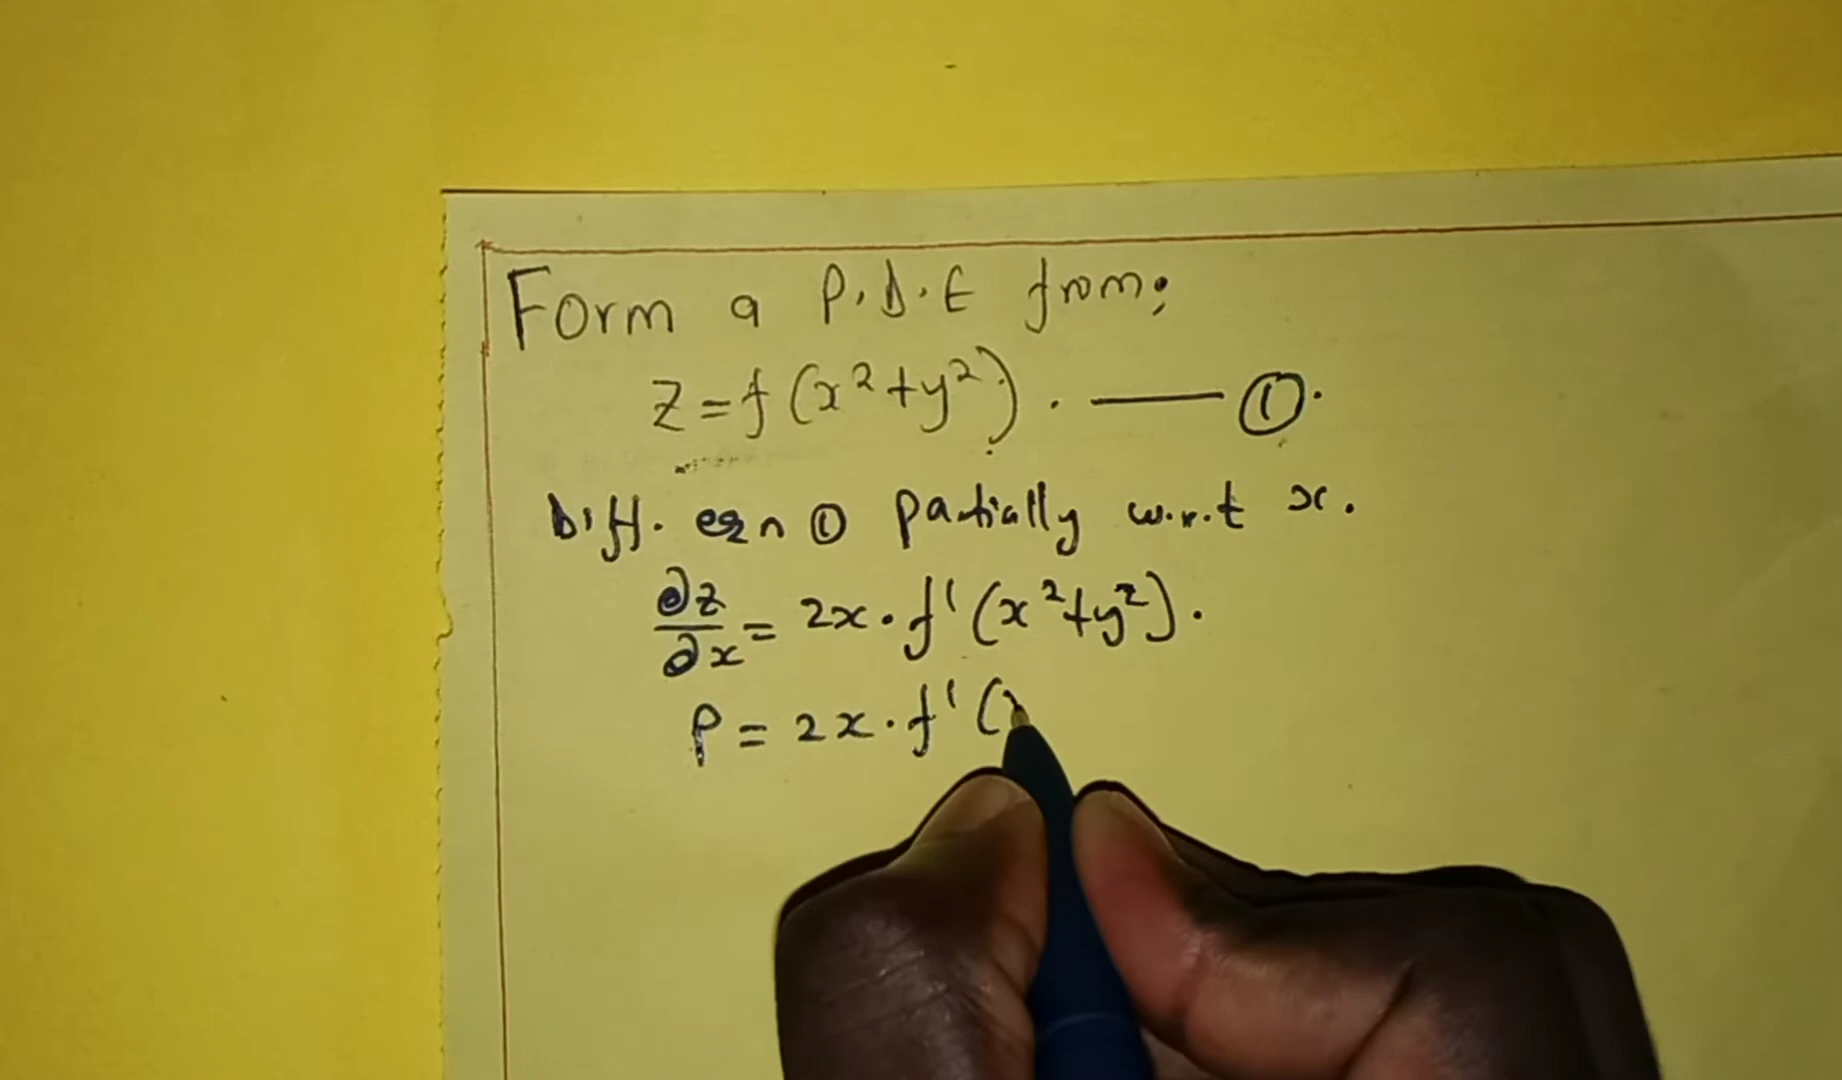 Form a P.D.E from;
z=f(x²+y²). —— ①.
Diff. eqn ① partially w.r.t x.
∂z/∂x = 2x·f'(x²+y²).
P = 2x·f'(x